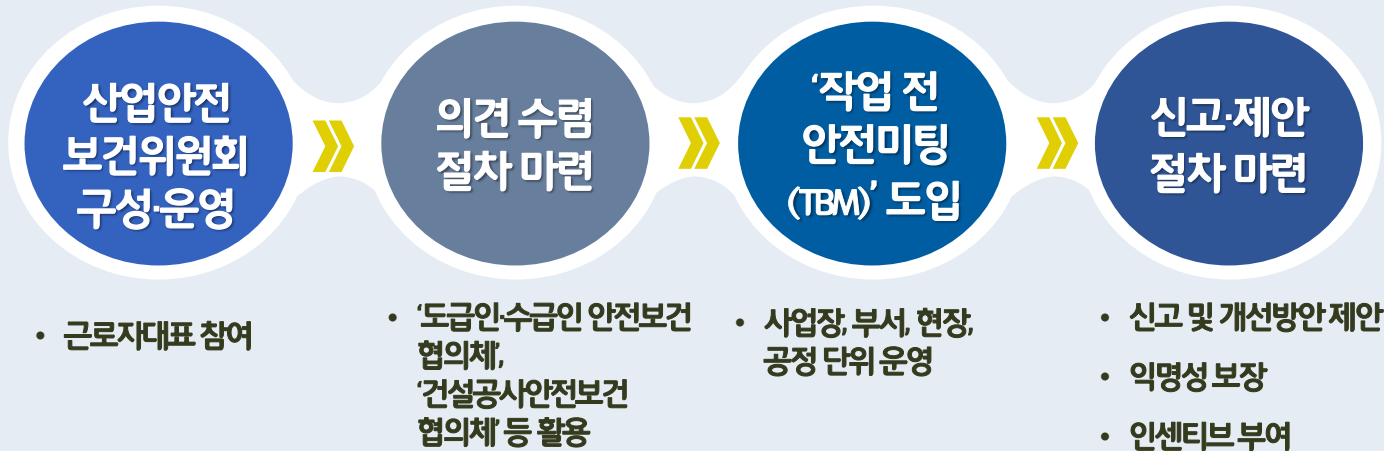 산업안전
보건위원회
구성·운영
의견 수렴
절차 마련
‘작업 전
안전미팅
(TBM)’ 도입
신고·제안
절차 마련
• 근로자대표 참여
• ‘도급인·수급인 안전보건
협의체’,
‘건설공사안전보건
협의체’ 등 활용
• 사업장, 부서, 현장,
공정 단위 운영
• 신고 및 개선방안 제안
• 익명성 보장
• 인센티브 부여